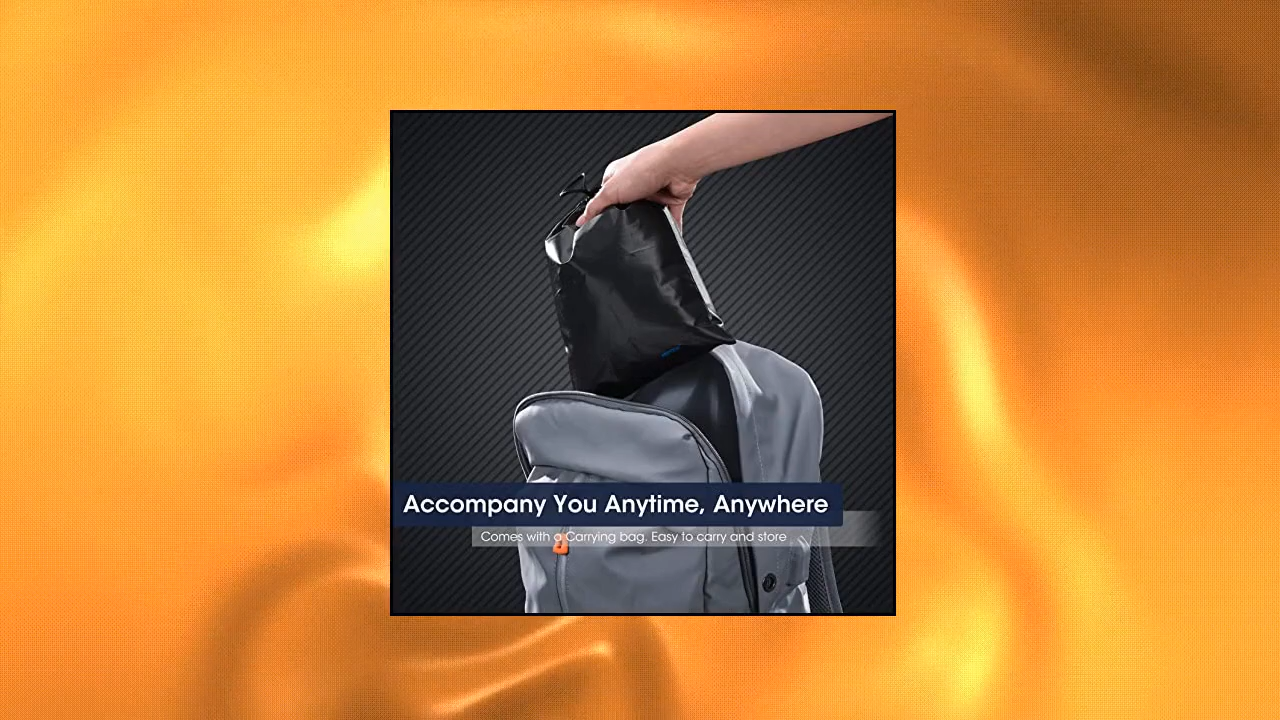 Accompany You Anytime, Anywhere
Comes with a Carrying bag. Easy to carry and store